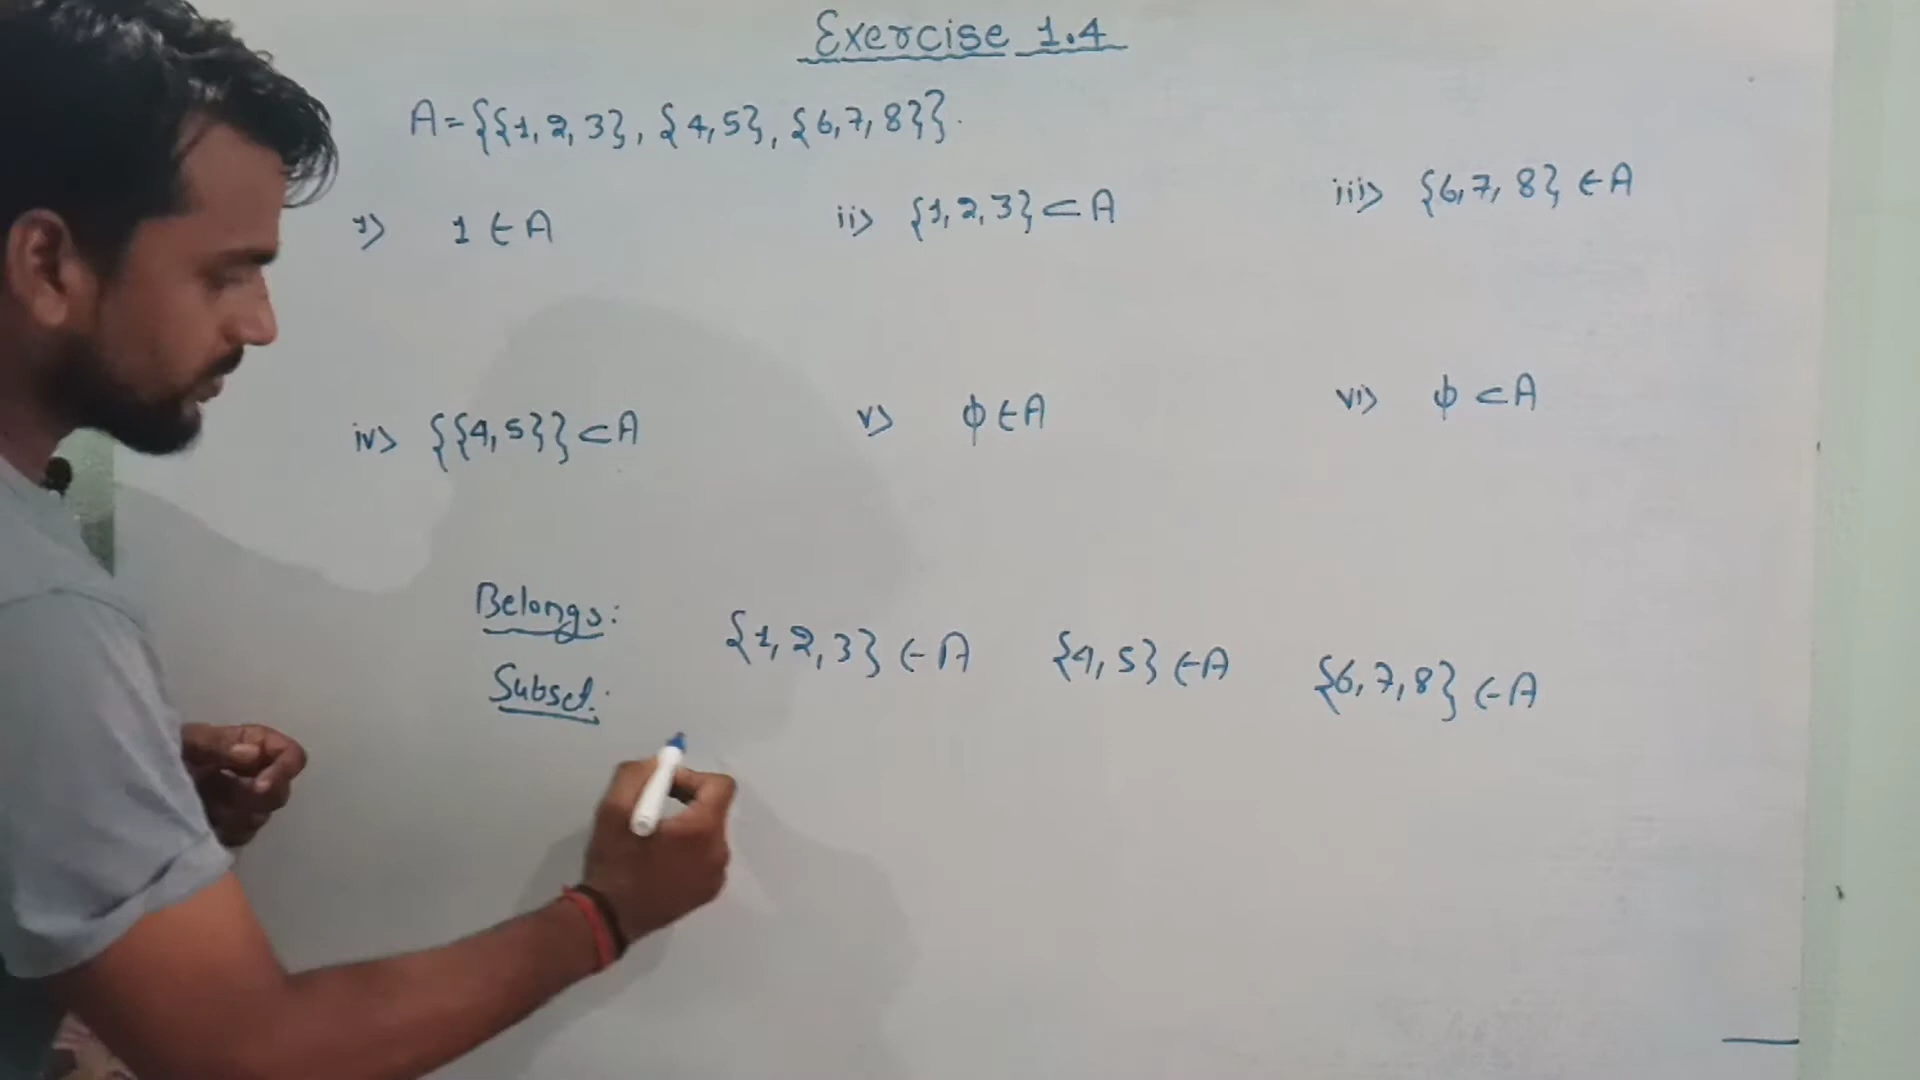 Exercise 1.4
A={{1, 2, 3}, {4, 5}, {6, 7, 8}}.
i> 1 ∈ A
ii> {1, 2, 3} ⊂ A
iii> {6, 7, 8} ∈ A
iv> {{4, 5}} ⊂ A
v> ϕ ∈ A
vi> ϕ ⊂ A
Belongs: {1, 2, 3} ∈ A {4, 5} ∈ A {6, 7, 8} ∈ A
Subset: